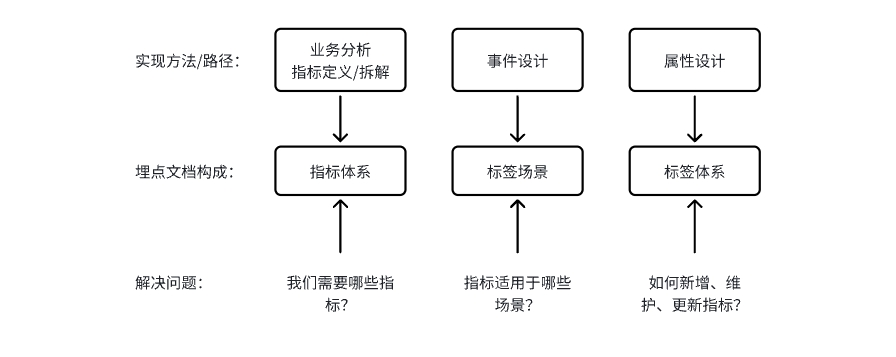 实现方法/路径：
业务分析
指标定义/拆解
事件设计
属性设计
埋点文档构成：
指标体系
标签场景
标签体系
解决问题：
我们需要哪些指
标？
指标适用于哪些
场景？
如何新增、维
护、更新指标？